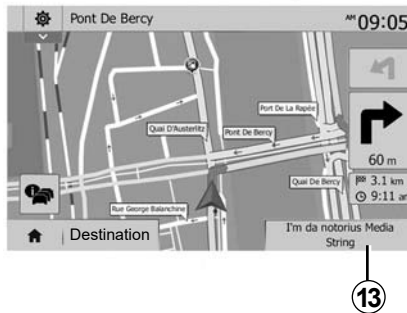 Pont De Bercy
AM 09:05
Port De La Rapée
Quai D'Austerlitz
Pont De Bercy
60 m
Quai De Bercy
3.1 km
9:11 am
Rue George Balanchine
Destination
I'm da notorius Media
String
13